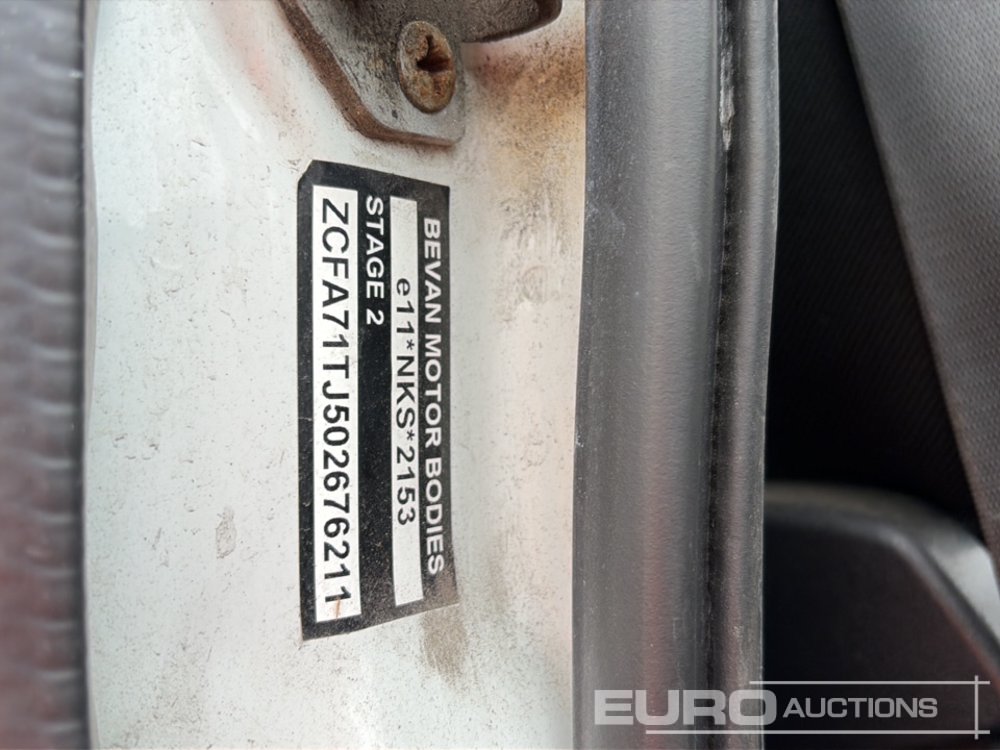 BEVAN MOTOR BODIES
e11*NKS*2153
STAGE 2
ZCFA71TJ502676211
EURO AUCTIONS